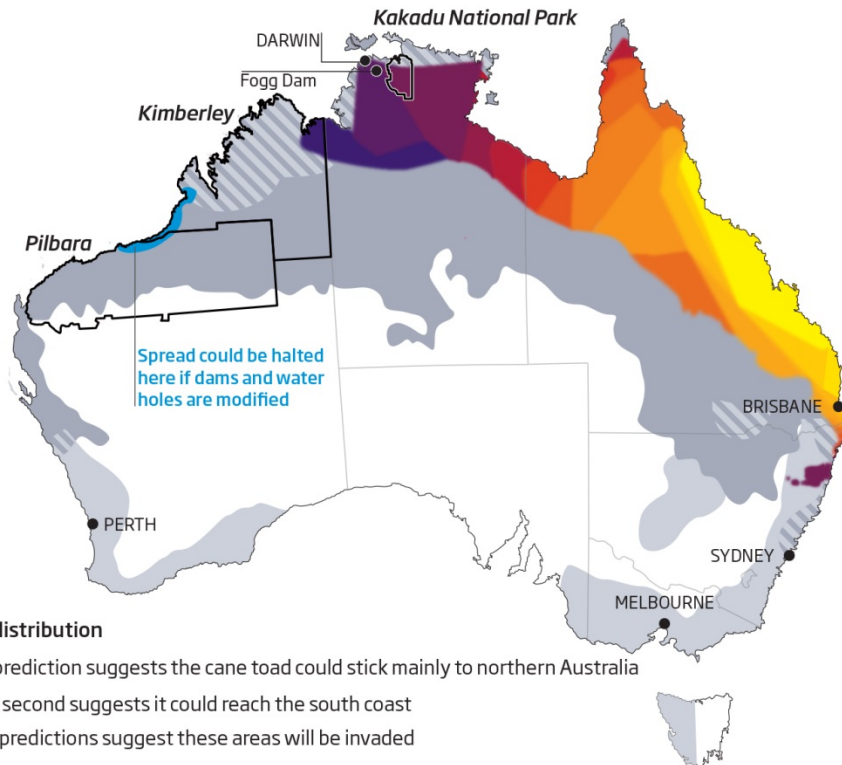 Kakadu National Park
DARWIN
Fogg Dam
Kimberley
Pilbara
Spread could be halted
here if dams and water
holes are modified
BRISBANE
PERTH
SYDNEY
MELBOURNE
distribution
prediction suggests the cane toad could stick mainly to northern Australia
second suggests it could reach the south coast
predictions suggest these areas will be invaded